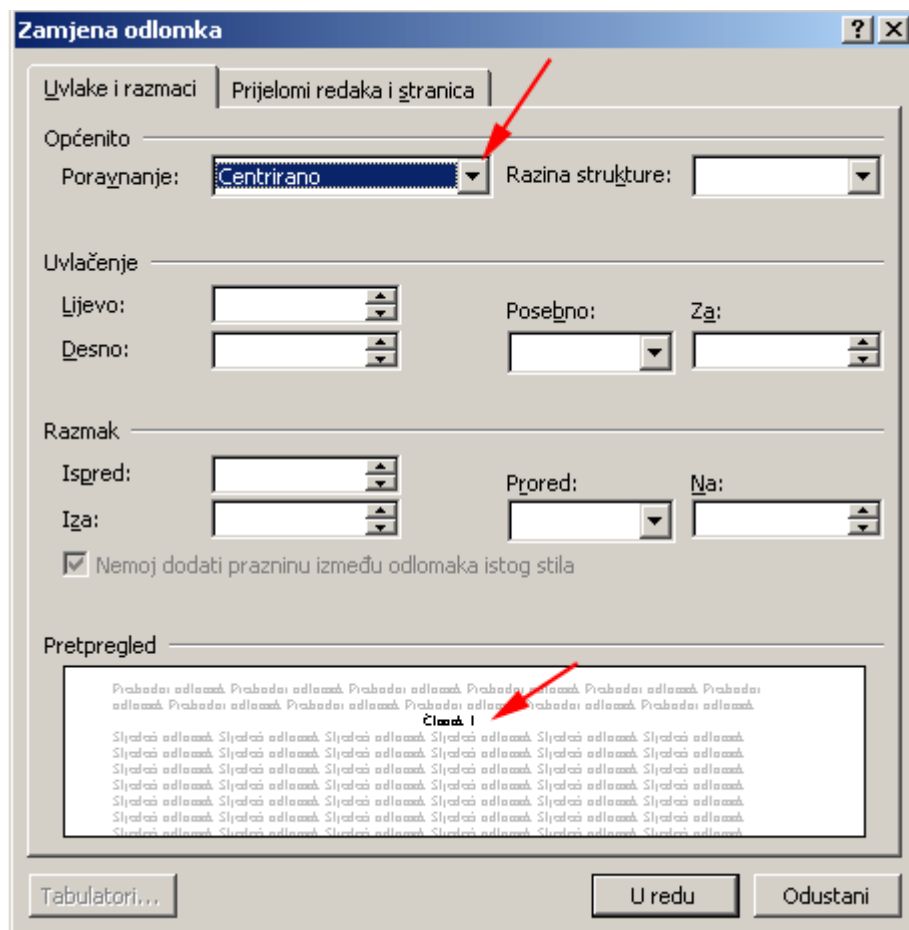 Zamjena odlomka
Uvlake i razmaci
Prijelomi redaka i stranica
Općenito
Poravnanje: Centrirano Razina strukture:
Uvlačenje
Lijevo:
Posebno: Za:
Desno:
Razmak
Ispred:
Prored: Na:
Iza:
Nemoj dodati prazninu između odlomaka istog stila
Pretpregled
Članak 1
Tabulatori... U redu Odustani